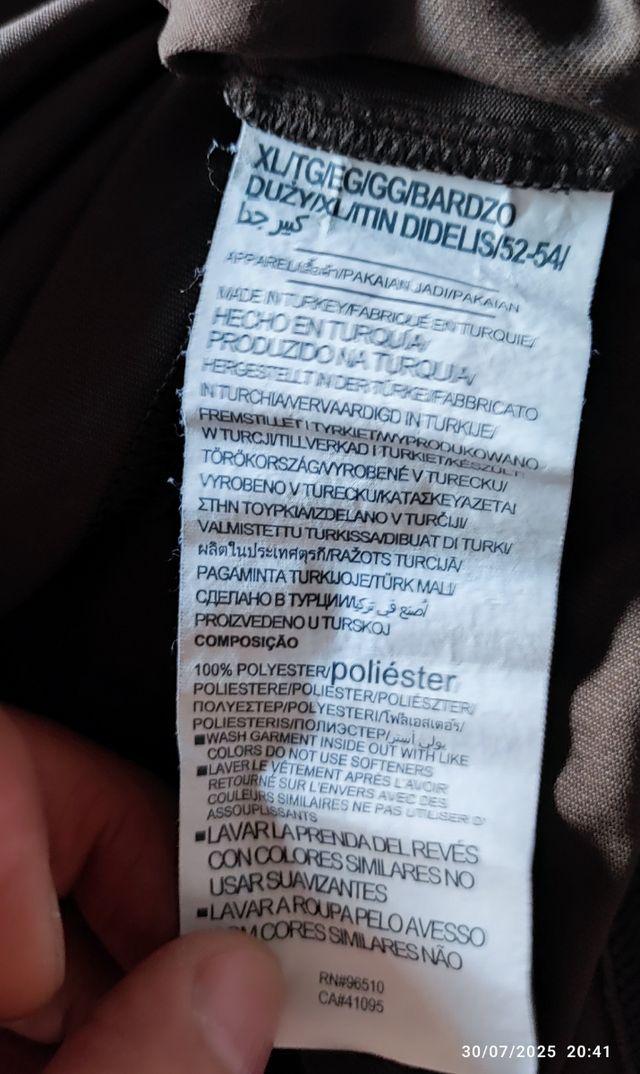 XL/TG/EG/GG/BARDZO
DUŻY/XL/ITIN DIDELIS/52-54/
كبير جدا
APPAREL/เสื้อผ้า/PAKAIAN JADI/PAKAIAN
MADE IN TURKEY/FABRIQUÉ EN TURQUIE/
HECHO EN TURQUÍA/
PRODUZIDO NA TURQUIA/
HERGESTELLT IN DER TÜRKEI/FABBRICATO
IN TURCHIA/VERVAARDIGD IN TURKIJE/
FREMSTILLET I TYRKIET/WYPRODUKOWANO
W TURCJI/TILLVERKAD I TURKIET/KÉSZÜLT:
TÖRÖKORSZÁG/VYROBENÉ V TURECKU/
VYROBENO V TURECKU/ΚΑΤΑΣΚΕΥΑΖΕΤΑΙ
ΣΤΗΝ ΤΟΥΡΚΙΑ/IZDELANO V TURČIJI/
VALMISTETTU TURKISSA/DIBUAT DI TURKI/
ผลิตในประเทศตุรกี/RAŽOTS TURCIJĀ/
PAGAMINTA TURKIJOJE/TÜRK MALI/
СДЕЛАНО В ТУРЦИИ/أصنع في تركيا/
PROIZVEDENO U TURSKOJ
COMPOSIÇÃO
100% POLYESTER/poliéster
POLIESTERE/POLIESTER/POLIÉSZTER/
ΠΟΛΥΕΣΤΕΡ/POLYESTERI/โพลีเอสเตอร์/
POLIESTERIS/ПОЛИЭСТЕР/بولي أستر/
■WASH GARMENT INSIDE OUT WITH LIKE
COLORS DO NOT USE SOFTENERS
■LAVER LE VÊTEMENT APRÈS L'AVOIR
RETOURNÉ SUR L'ENVERS AVEC DES
COULEURS SIMILAIRES NE PAS UTILISER D'
ASSOUPLISSANTS
■LAVAR LA PRENDA DEL REVÉS
CON COLORES SIMILARES NO
USAR SUAVIZANTES
■LAVAR A ROUPA PELO AVESSO
CORES SIMILARES NÃO
RN#96510
CA#41095
30/07/2025 20:41